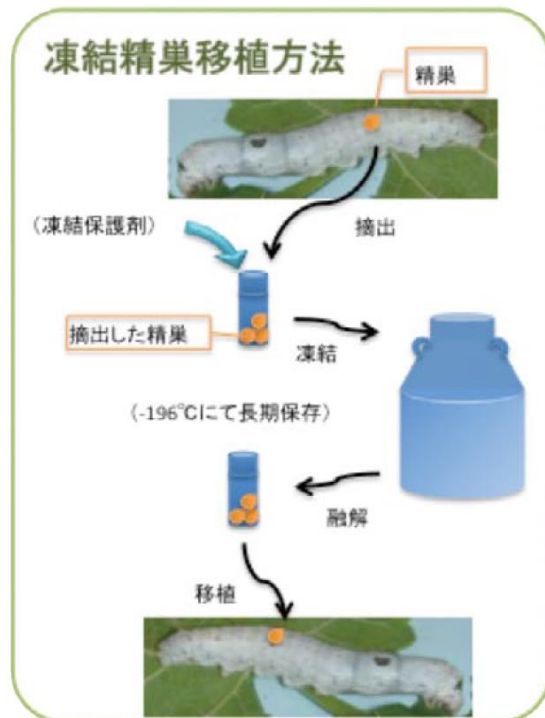 凍結精巣移植方法
精巣
(凍結保護剤)
摘出
摘出した精巣
凍結
(-196℃にて長期保存)
融解
移植